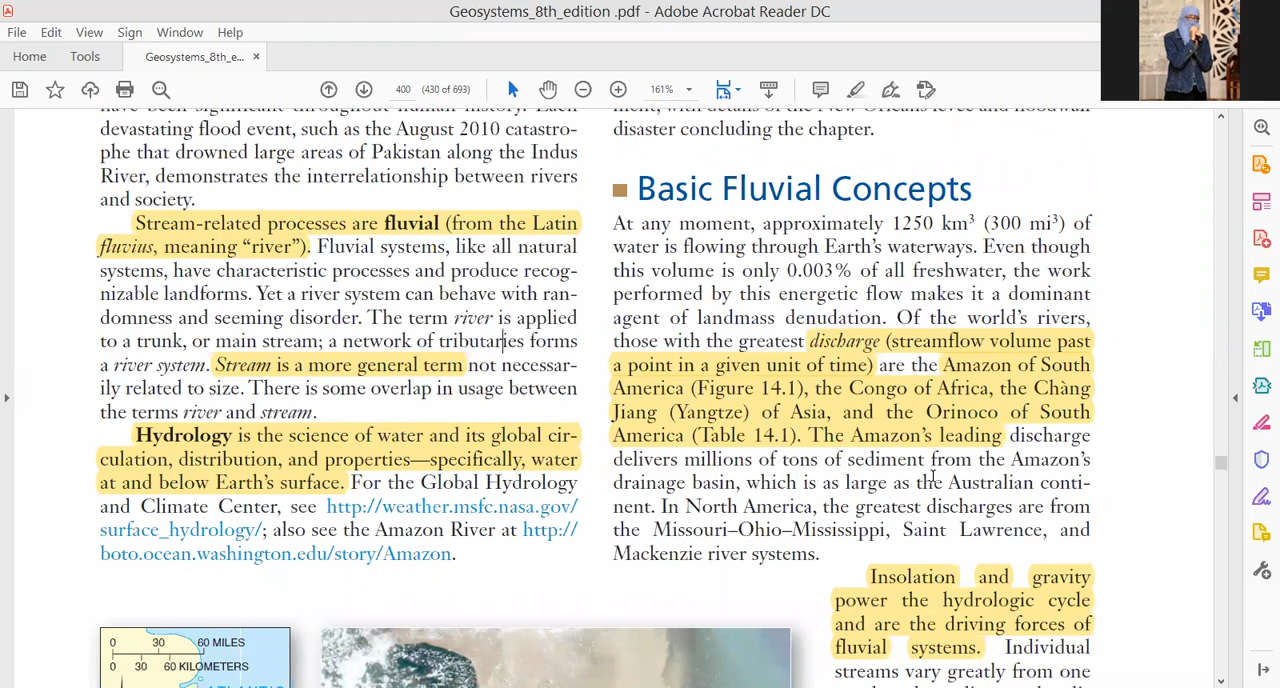 Geosystems_8th_edition .pdf - Adobe Acrobat Reader DC
File Edit View Sign Window Help
Home Tools Geosystems_8th_e... ×
400 (430 of 693) 161%
devastating flood event, such as the August 2010 catastro-
phe that drowned large areas of Pakistan along the Indus
River, demonstrates the interrelationship between rivers
and society.
Stream-related processes are fluvial (from the Latin
fluvius, meaning “river”). Fluvial systems, like all natural
systems, have characteristic processes and produce recog-
nizable landforms. Yet a river system can behave with ran-
domness and seeming disorder. The term river is applied
to a trunk, or main stream; a network of tributaries forms
a river system. Stream is a more general term not necessar-
ily related to size. There is some overlap in usage between
the terms river and stream.
Hydrology is the science of water and its global cir-
culation, distribution, and properties—specifically, water
at and below Earth’s surface. For the Global Hydrology
and Climate Center, see http://weather.msfc.nasa.gov/
surface_hydrology/; also see the Amazon River at http://
boto.ocean.washington.edu/story/Amazon.
disaster concluding the chapter.
Basic Fluvial Concepts
At any moment, approximately 1250 km³ (300 mi³) of
water is flowing through Earth’s waterways. Even though
this volume is only 0.003% of all freshwater, the work
performed by this energetic flow makes it a dominant
agent of landmass denudation. Of the world’s rivers,
those with the greatest discharge (streamflow volume past
a point in a given unit of time) are the Amazon of South
America (Figure 14.1), the Congo of Africa, the Chàng
Jiang (Yangtze) of Asia, and the Orinoco of South
America (Table 14.1). The Amazon’s leading discharge
delivers millions of tons of sediment from the Amazon’s
drainage basin, which is as large as the Australian conti-
nent. In North America, the greatest discharges are from
the Missouri–Ohio–Mississippi, Saint Lawrence, and
Mackenzie river systems.
Insolation and gravity
power the hydrologic cycle
and are the driving forces of
fluvial systems. Individual
streams vary greatly from one
0 30 60 MILES
0 30 60 KILOMETERS